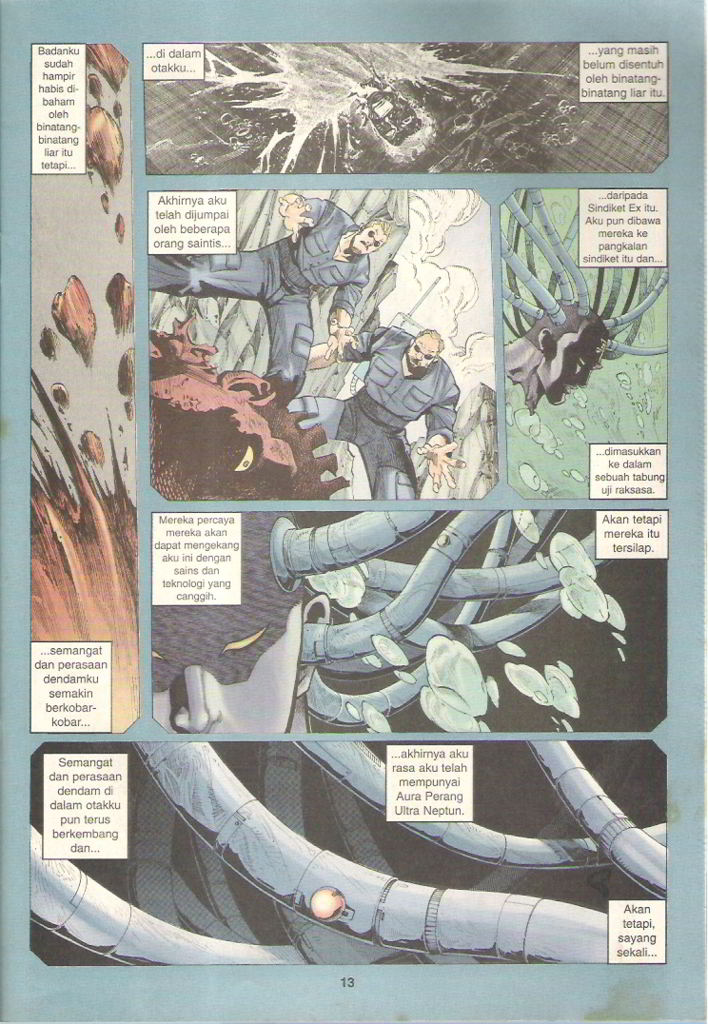 Badanku
sudah
hampir
habis di-
baham
oleh
binatang-
binatang
liar itu
tetapi...
...semangat
dan perasaan
dendamku
semakin
berkobar-
kobar...
...di dalam
otakku...
...yang masih
belum disentuh
oleh binatang-
binatang liar itu.
Akhirnya aku
telah dijumpai
oleh beberapa
orang saintis...
...daripada
Sindiket Ex itu.
Aku pun dibawa
mereka ke
pangkalan
sindiket itu dan...
...dimasukkan
ke dalam
sebuah tabung
uji raksasa.
Mereka percaya
mereka akan
dapat mengekang
aku ini dengan
sains dan
teknologi yang
canggih.
Akan tetapi
mereka itu
tersilap.
Semangat
dan perasaan
dendam di
dalam otakku
pun terus
berkembang
dan...
...akhirnya aku
rasa aku telah
mempunyai
Aura Perang
Ultra Neptun.
Akan
tetapi,
sayang
sekali...
13